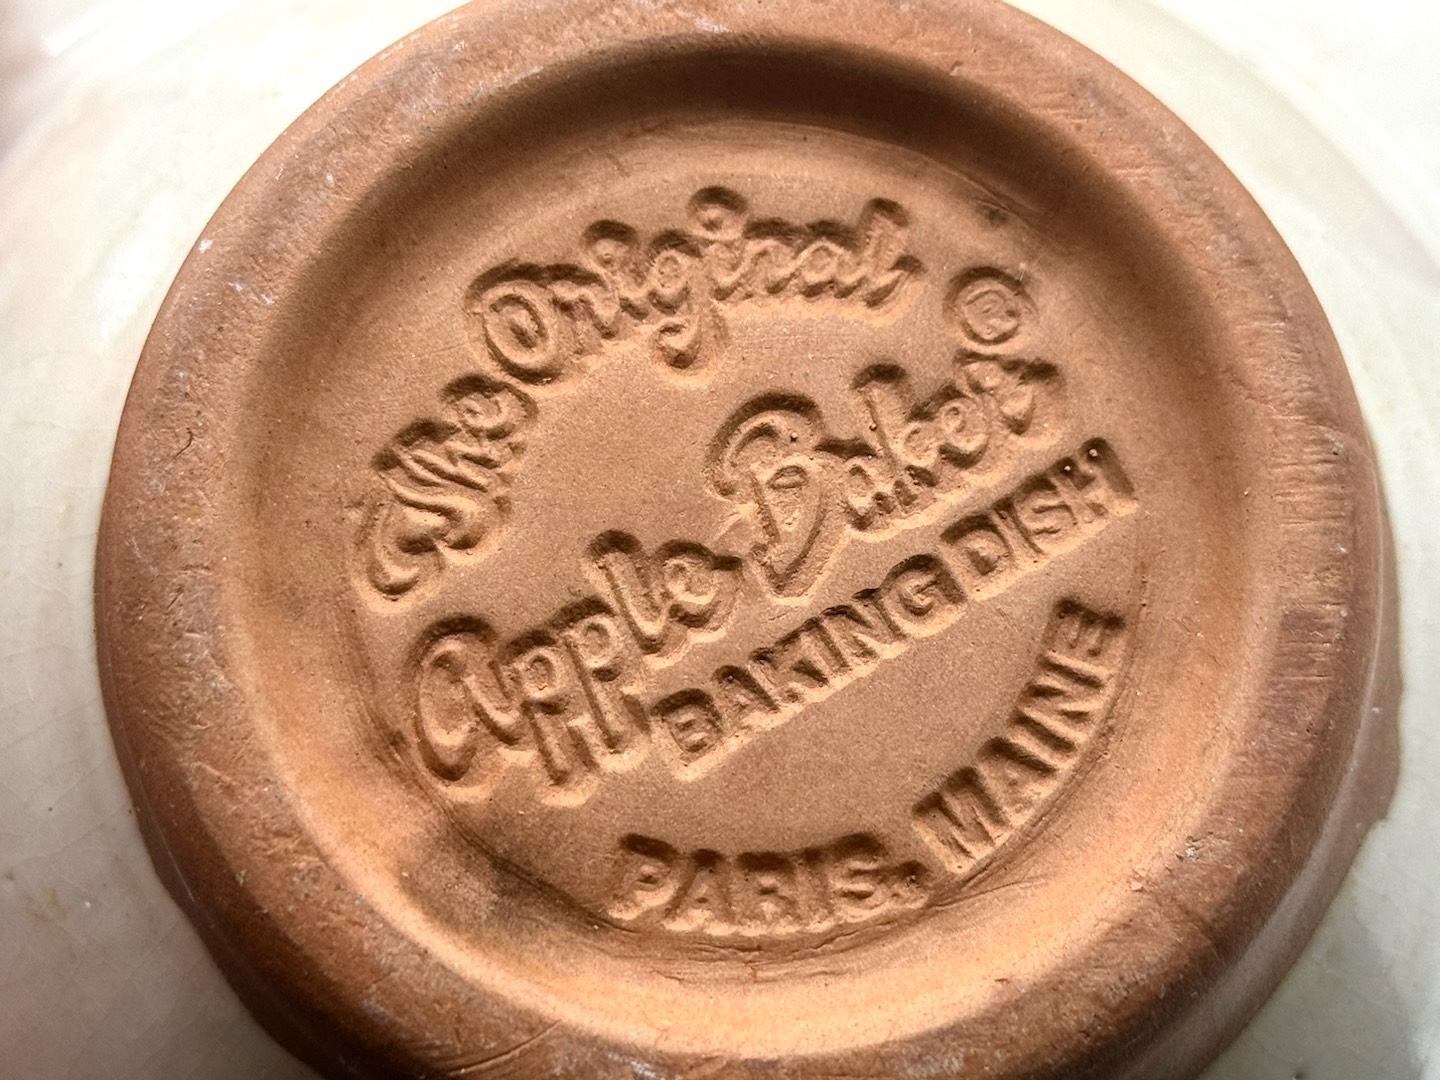 The Original
Apple Baker®
BAKING DISH
PARIS, MAINE